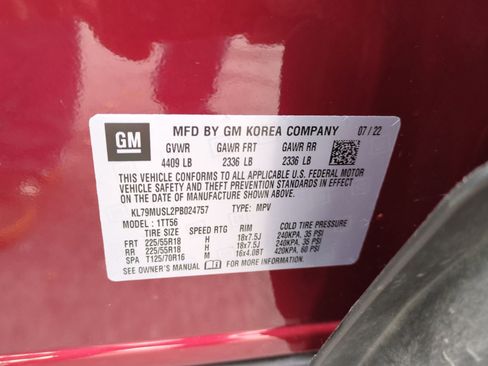 GM
MFD BY GM KOREA COMPANY 07/22
GVWR GAWR FRT GAWR RR
4409 LB 2336 LB 2336 LB
THIS VEHICLE CONFORMS TO ALL APPLICABLE U.S. FEDERAL MOTOR
VEHICLE SAFETY AND THEFT PREVENTION STANDARDS IN EFFECT
ON THE DATE OF MANUFACTURE SHOWN ABOVE.
KL79MUSL2PB024757 TYPE: MPV
MODEL: 1TT56
TIRE SIZE SPEED RTG RIM COLD TIRE PRESSURE
FRT 225/55R18 H 18x7.5J 240KPA, 35 PSI
RR 225/55R18 H 18x7.5J 240KPA, 35 PSI
SPA T125/70R16 M 16x4.0BT 420KPA, 60 PSI
SEE OWNER'S MANUAL FOR MORE INFORMATION.